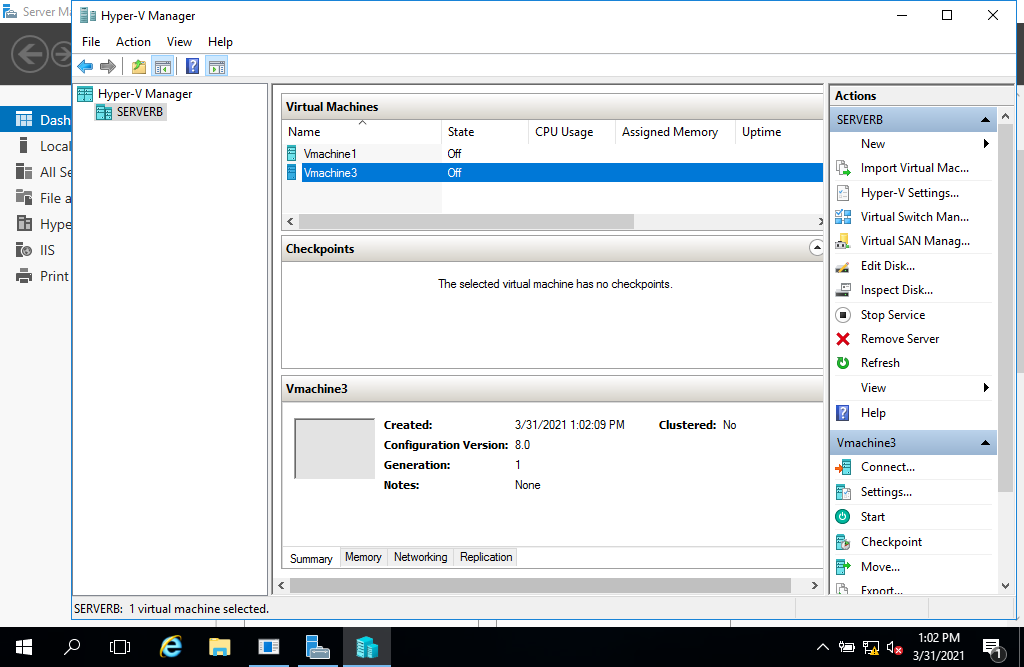 Server Ma
Hyper-V Manager
File Action View Help
Hyper-V Manager
SERVERB
Dash
Local
All Se
File a
Hype
IIS
Print
Virtual Machines
Name State CPU Usage Assigned Memory Uptime
Vmachine1 Off
Vmachine3 Off
Checkpoints
The selected virtual machine has no checkpoints.
Vmachine3
Created: 3/31/2021 1:02:09 PM Clustered: No
Configuration Version: 8.0
Generation: 1
Notes: None
Summary Memory Networking Replication
Actions
SERVERB
New
Import Virtual Mac...
Hyper-V Settings...
Virtual Switch Man...
Virtual SAN Manag...
Edit Disk...
Inspect Disk...
Stop Service
Remove Server
Refresh
View
Help
Vmachine3
Connect...
Settings...
Start
Checkpoint
Move...
Export...
SERVERB: 1 virtual machine selected.
1:02 PM
3/31/2021
1